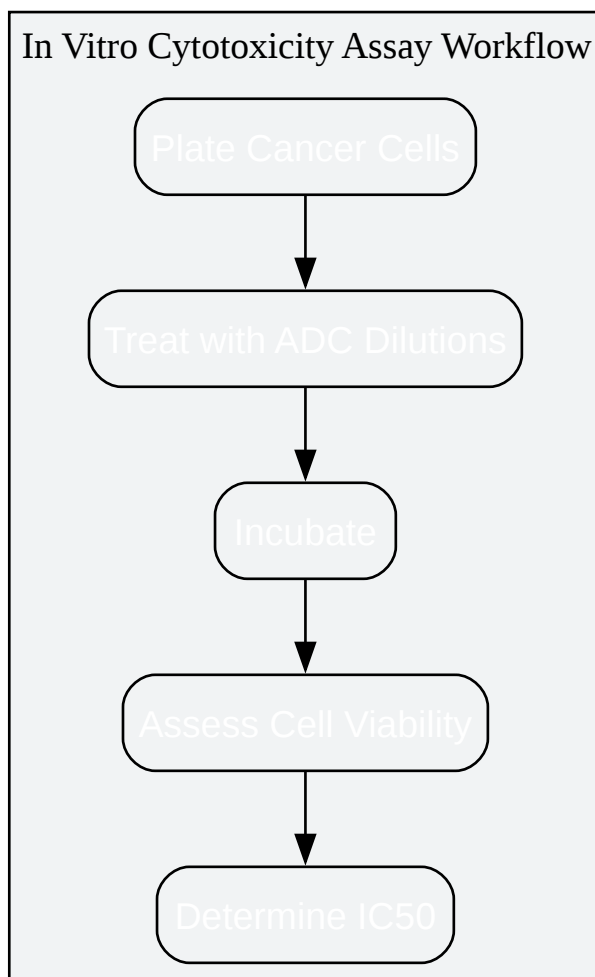 In Vitro Cytotoxicity Assay Workflow
Plate Cancer Cells
Treat with ADC Dilutions
Incubate
Assess Cell Viability
Determine IC50